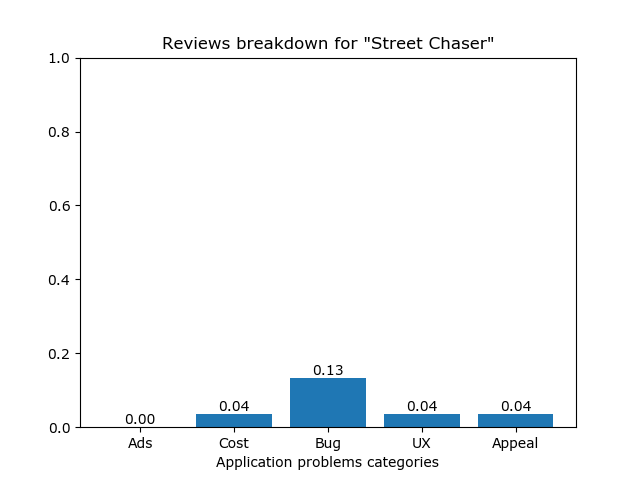 Reviews breakdown for "Street Chaser"
1.0
0.8
0.6
0.4
0.2
0.0
0.00
0.04
0.13
0.04
0.04
Ads
Cost
Bug
UX
Appeal
Application problems categories